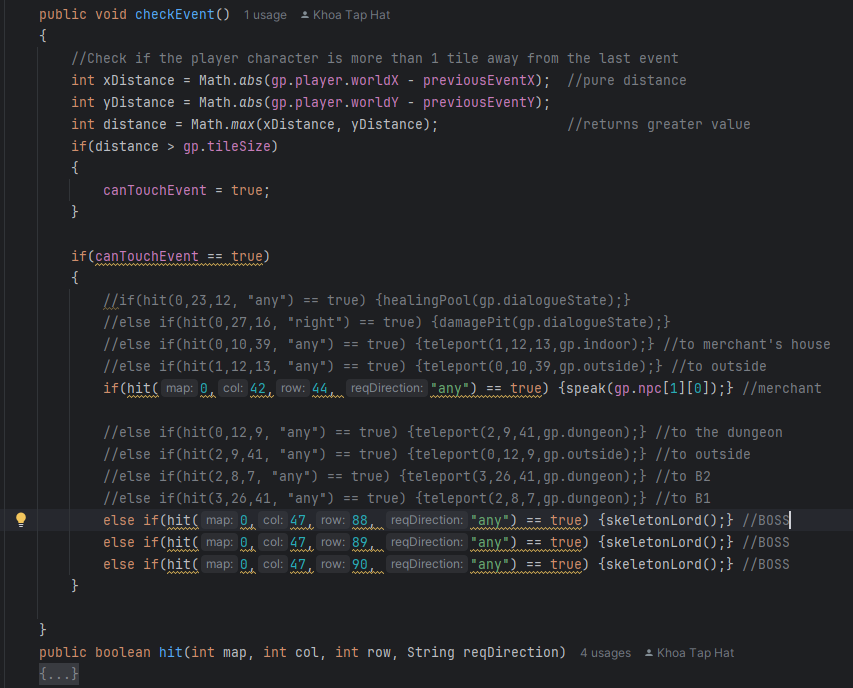 public void checkEvent() 1 usage Khoa Tap Hat
{
//Check if the player character is more than 1 tile away from the last event
int xDistance = Math.abs(gp.player.worldX - previousEventX); //pure distance
int yDistance = Math.abs(gp.player.worldY - previousEventY);
int distance = Math.max(xDistance, yDistance); //returns greater value
if(distance > gp.tileSize)
{
canTouchEvent = true;
}
if(canTouchEvent == true)
{
//if(hit(0,23,12, "any") == true) {healingPool(gp.dialogueState);}
//else if(hit(0,27,16, "right") == true) {damagePit(gp.dialogueState);}
//else if(hit(0,10,39, "any") == true) {teleport(1,12,13,gp.indoor);} //to merchant's house
//else if(hit(1,12,13, "any") == true) {teleport(0,10,39,gp.outside);} //to outside
if(hit( map: 0, col: 42, row: 44, reqDirection: "any") == true) {speak(gp.npc[1][0]);} //merchant
//else if(hit(0,12,9, "any") == true) {teleport(2,9,41,gp.dungeon);} //to the dungeon
//else if(hit(2,9,41, "any") == true) {teleport(0,12,9,gp.outside);} //to outside
//else if(hit(2,8,7, "any") == true) {teleport(3,26,41,gp.dungeon);} //to B2
//else if(hit(3,26,41, "any") == true) {teleport(2,8,7,gp.dungeon);} //to B1
else if(hit( map: 0, col: 47, row: 88, reqDirection: "any") == true) {skeletonLord();} //BOSS
else if(hit( map: 0, col: 47, row: 89, reqDirection: "any") == true) {skeletonLord();} //BOSS
else if(hit( map: 0, col: 47, row: 90, reqDirection: "any") == true) {skeletonLord();} //BOSS
}
}
public boolean hit(int map, int col, int row, String reqDirection) 4 usages Khoa Tap Hat
{...}